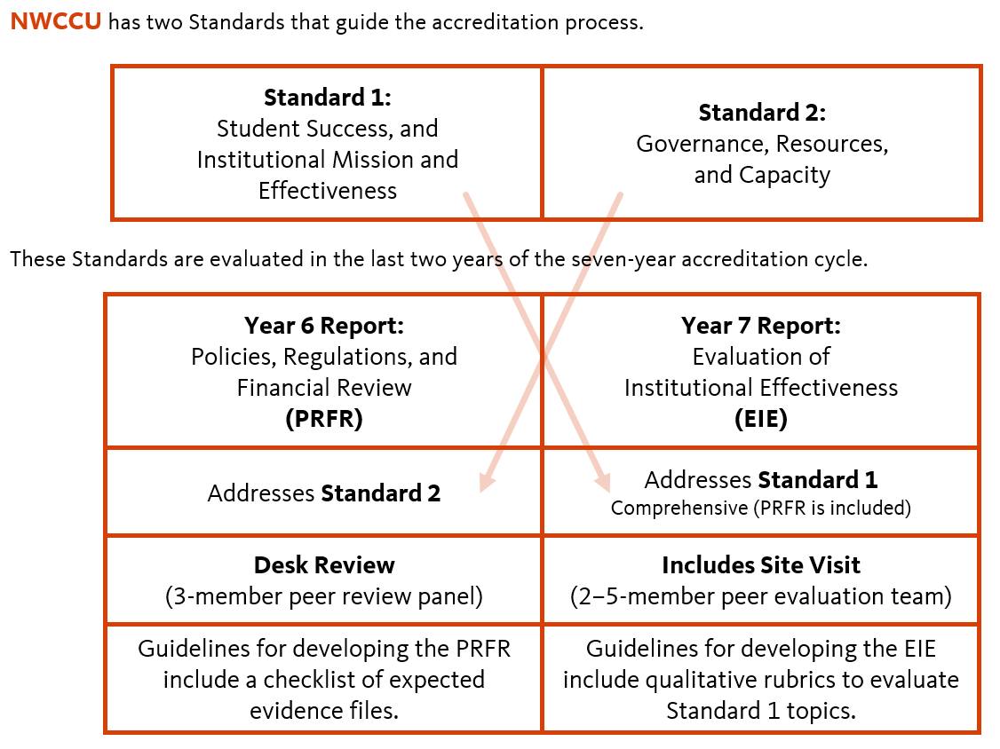 NWCCU has two Standards that guide the accreditation process.
Standard 1:
Student Success, and
Institutional Mission and
Effectiveness
Standard 2:
Governance, Resources,
and Capacity
These Standards are evaluated in the last two years of the seven-year accreditation cycle.
Year 6 Report:
Policies, Regulations, and
Financial Review
(PRFR)
Year 7 Report:
Evaluation of
Institutional Effectiveness
(EIE)
Addresses Standard 2
Addresses Standard 1
Comprehensive (PRFR is included)
Desk Review
(3-member peer review panel)
Includes Site Visit
(2–5-member peer evaluation team)
Guidelines for developing the PRFR
include a checklist of expected
evidence files.
Guidelines for developing the EIE
include qualitative rubrics to evaluate
Standard 1 topics.